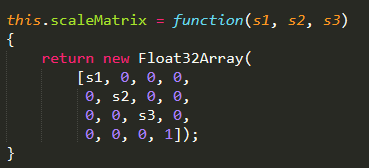 this.scaleMatrix = function(s1, s2, s3)
{
    return new Float32Array(
        [s1, 0, 0, 0,
         0, s2, 0, 0,
         0, 0, s3, 0,
         0, 0, 0, 1]);
}